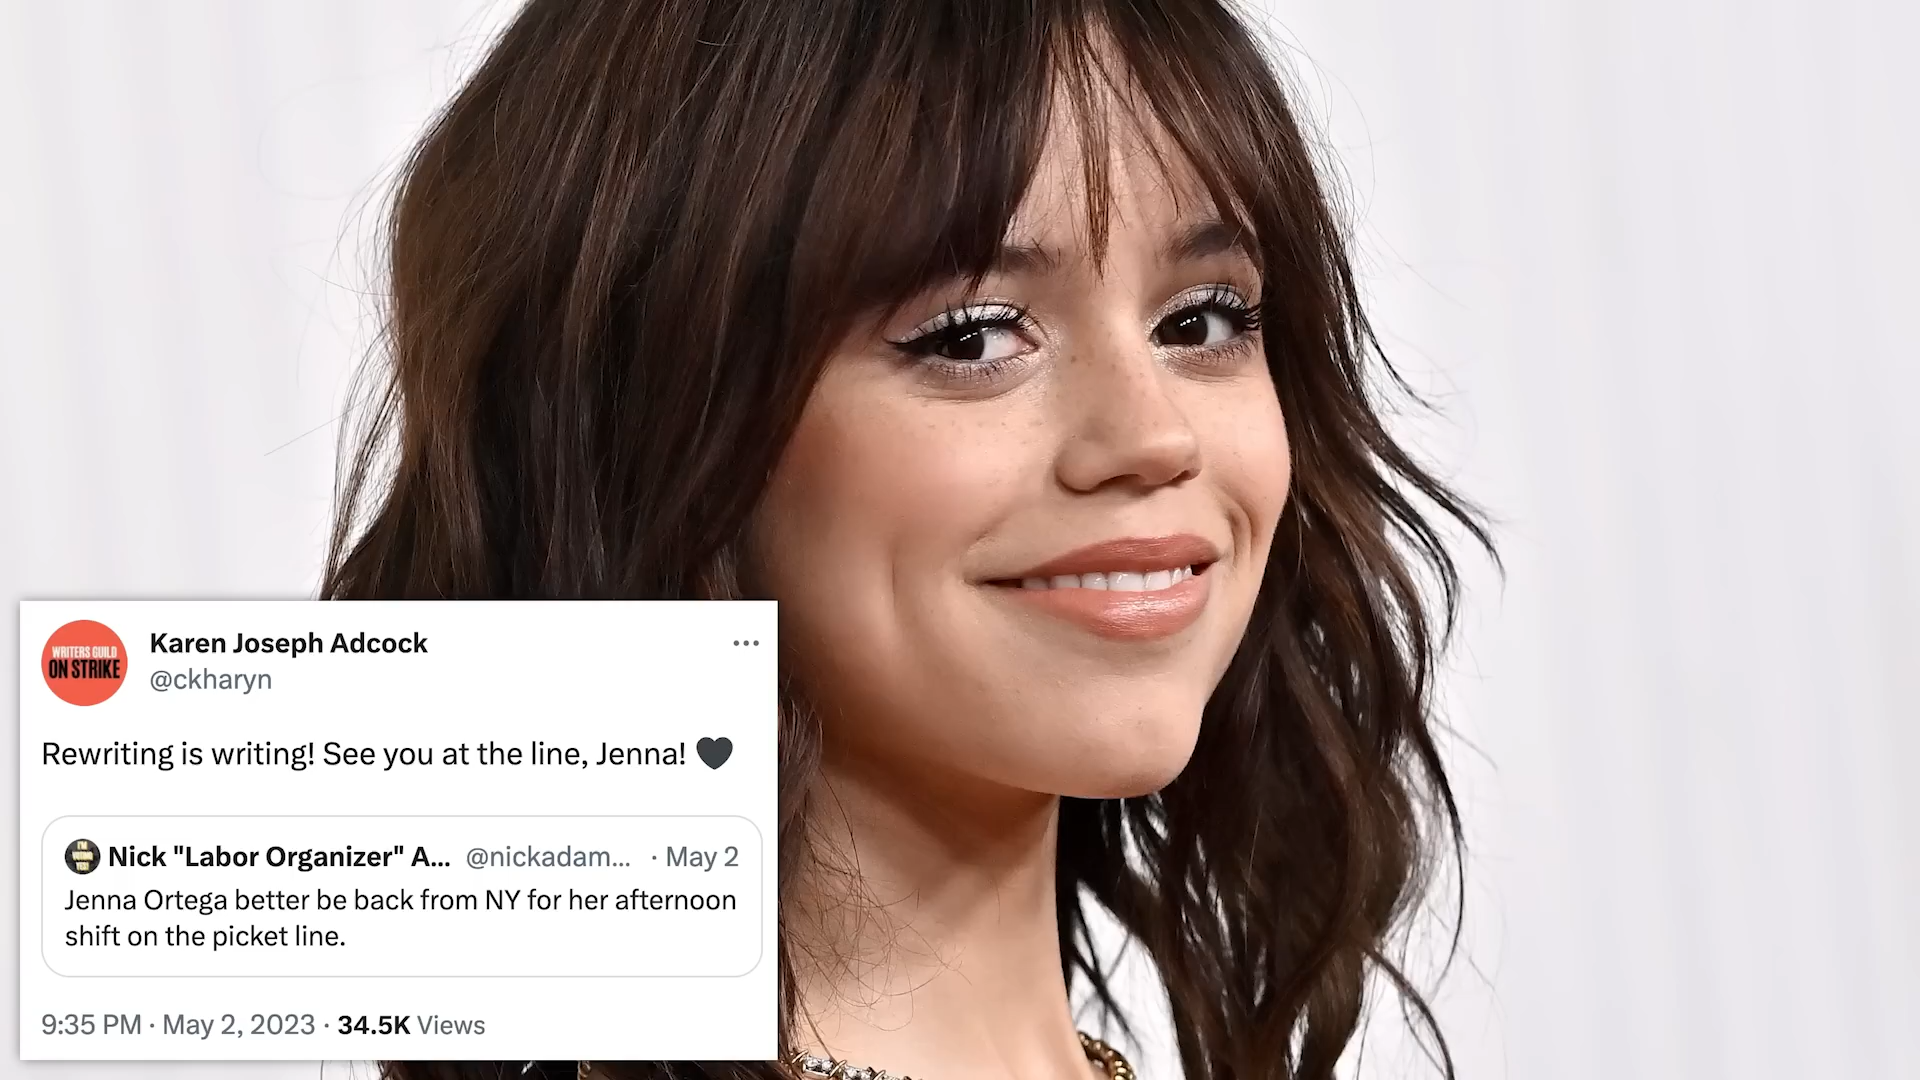 WRITERS GUILD
ON STRIKE
Karen Joseph Adcock
@ckharyn
Rewriting is writing! See you at the line, Jenna! 🖤
Nick "Labor Organizer" A... @nickadam... · May 2
Jenna Ortega better be back from NY for her afternoon
shift on the picket line.
9:35 PM · May 2, 2023 · 34.5K Views